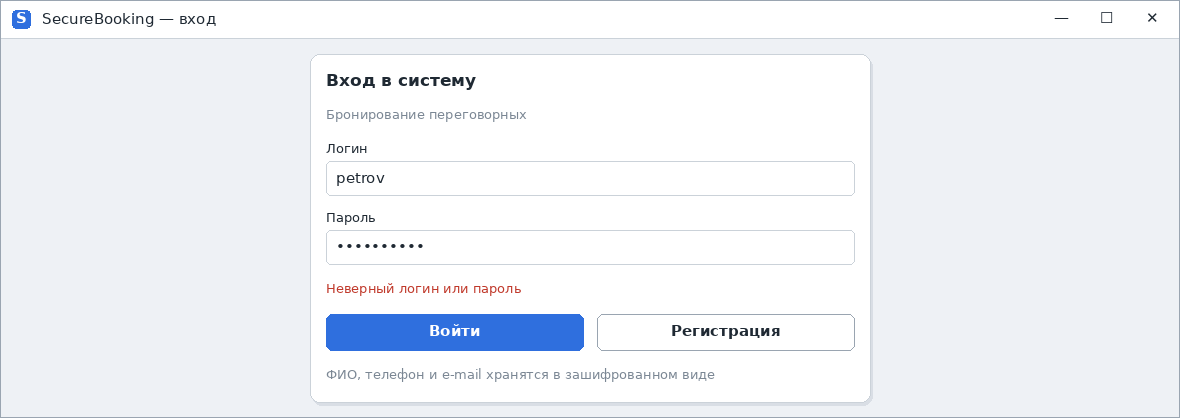 S SecureBooking — вход
Вход в систему
Бронирование переговорных
Логин
petrov
Пароль
••••••••••
Неверный логин или пароль
Войти Регистрация
ФИО, телефон и e-mail хранятся в зашифрованном виде